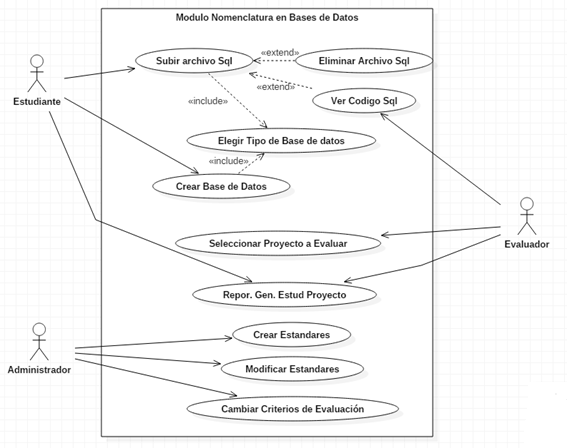 Modulo Nomenclatura en Bases de Datos
Subir archivo Sql
«extend»
Eliminar Archivo Sql
«extend»
Ver Codigo Sql
Estudiante
«include»
Elegir Tipo de Base de datos
«include»
Crear Base de Datos
Seleccionar Proyecto a Evaluar
Evaluador
Repor. Gen. Estud Proyecto
Crear Estandares
Administrador
Modificar Estandares
Cambiar Criterios de Evaluación